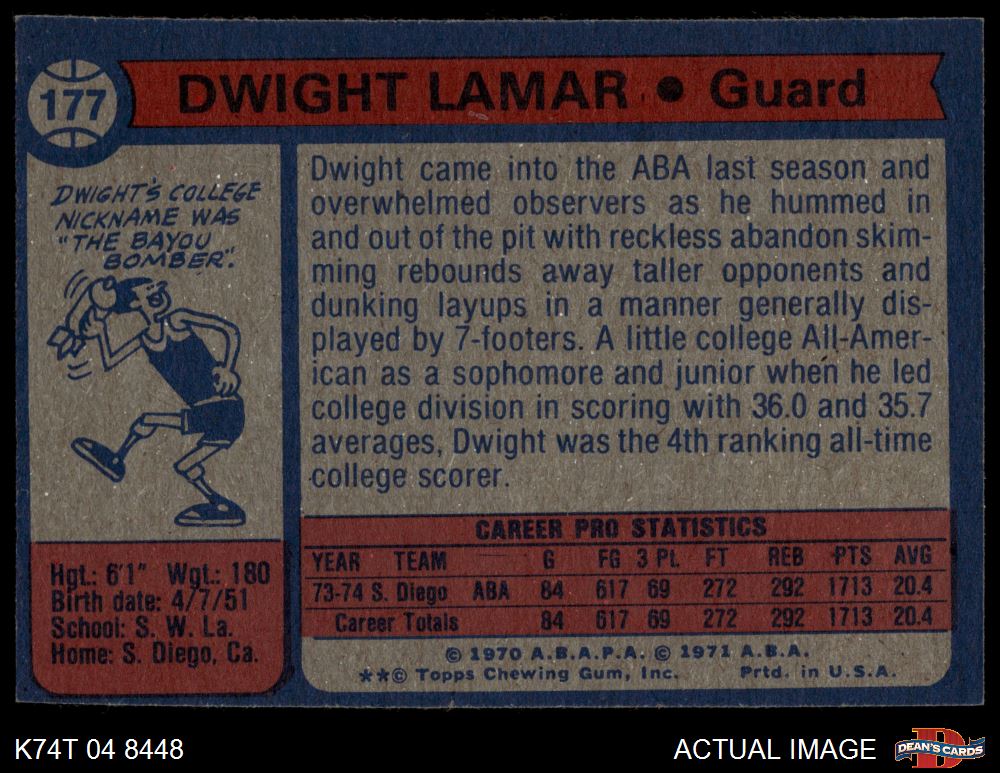 177
DWIGHT LAMAR ● Guard
DWIGHT'S COLLEGE
NICKNAME WAS
"THE BAYOU
BOMBER".
Dwight came into the ABA last season and
overwhelmed observers as he hummed in
and out of the pit with reckless abandon skim-
ming rebounds away taller opponents and
dunking layups in a manner generally dis-
played by 7-footers. A little college All-Amer-
ican as a sophomore and junior when he led
college division in scoring with 36.0 and 35.7
averages, Dwight was the 4th ranking all-time
college scorer.
Hgt.: 6'1" Wgt.: 180
Birth date: 4/7/51
School: S. W. La.
Home: S. Diego, Ca.
CAREER PRO STATISTICS
YEAR TEAM G FG 3 PL FT REB PTS AVG
73-74 S. Diego ABA 84 617 69 272 292 1713 20.4
Career Totals 84 617 69 272 292 1713 20.4
© 1970 A.B.A.P.A. © 1971 A.B.A.
**© Topps Chewing Gum, Inc. Prtd. in U.S.A.
K74T 04 8448
ACTUAL IMAGE
D
DEAN'S CARDS